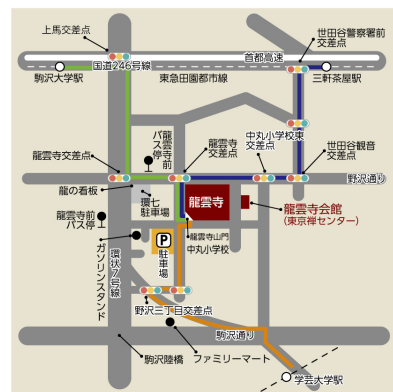 上馬交差点
世田谷警察署前
交差点
国道246号線
首都高速
駒沢大学駅
東急田園都市線
三軒茶屋駅
龍雲寺前
バス停
龍雲寺交差点
龍雲寺
交差点
中丸小学校東
交差点
世田谷観音
交差点
野沢通り
龍の看板
環七
駐車場
龍雲寺
龍雲寺会館
(東京禅センター)
龍雲寺前
バス停
龍雲寺山門
中丸小学校
P
駐車場
ガソリンスタンド
環状7号線
野沢三丁目交差点
駒沢通り
駒沢陸橋
ファミリーマート
学芸大学駅